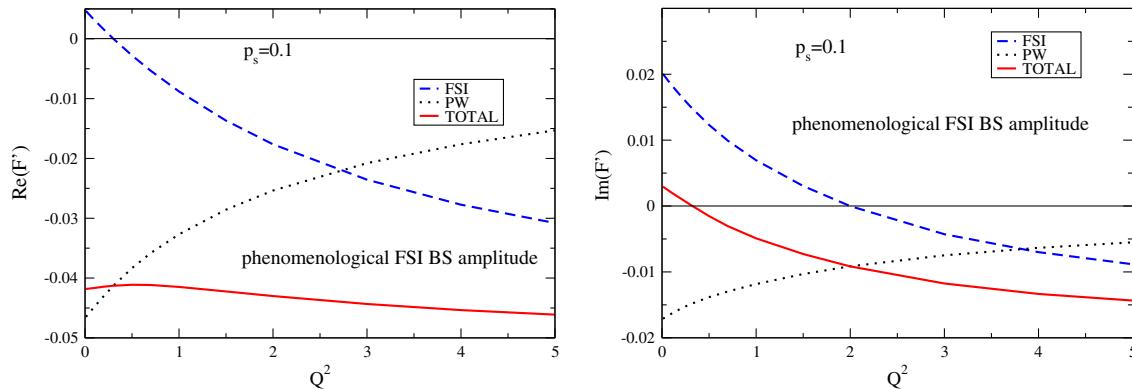 0
-0.01
-0.02
-0.03
-0.04
-0.05
Re(F')
p_s=0.1
FSI
PW
TOTAL
phenomenological FSI BS amplitude
0 1 2 3 4 5
Q^2
0.02
0.01
0
-0.01
-0.02
Im(F')
p_s=0.1
FSI
PW
TOTAL
phenomenological FSI BS amplitude
0 1 2 3 4 5
Q^2